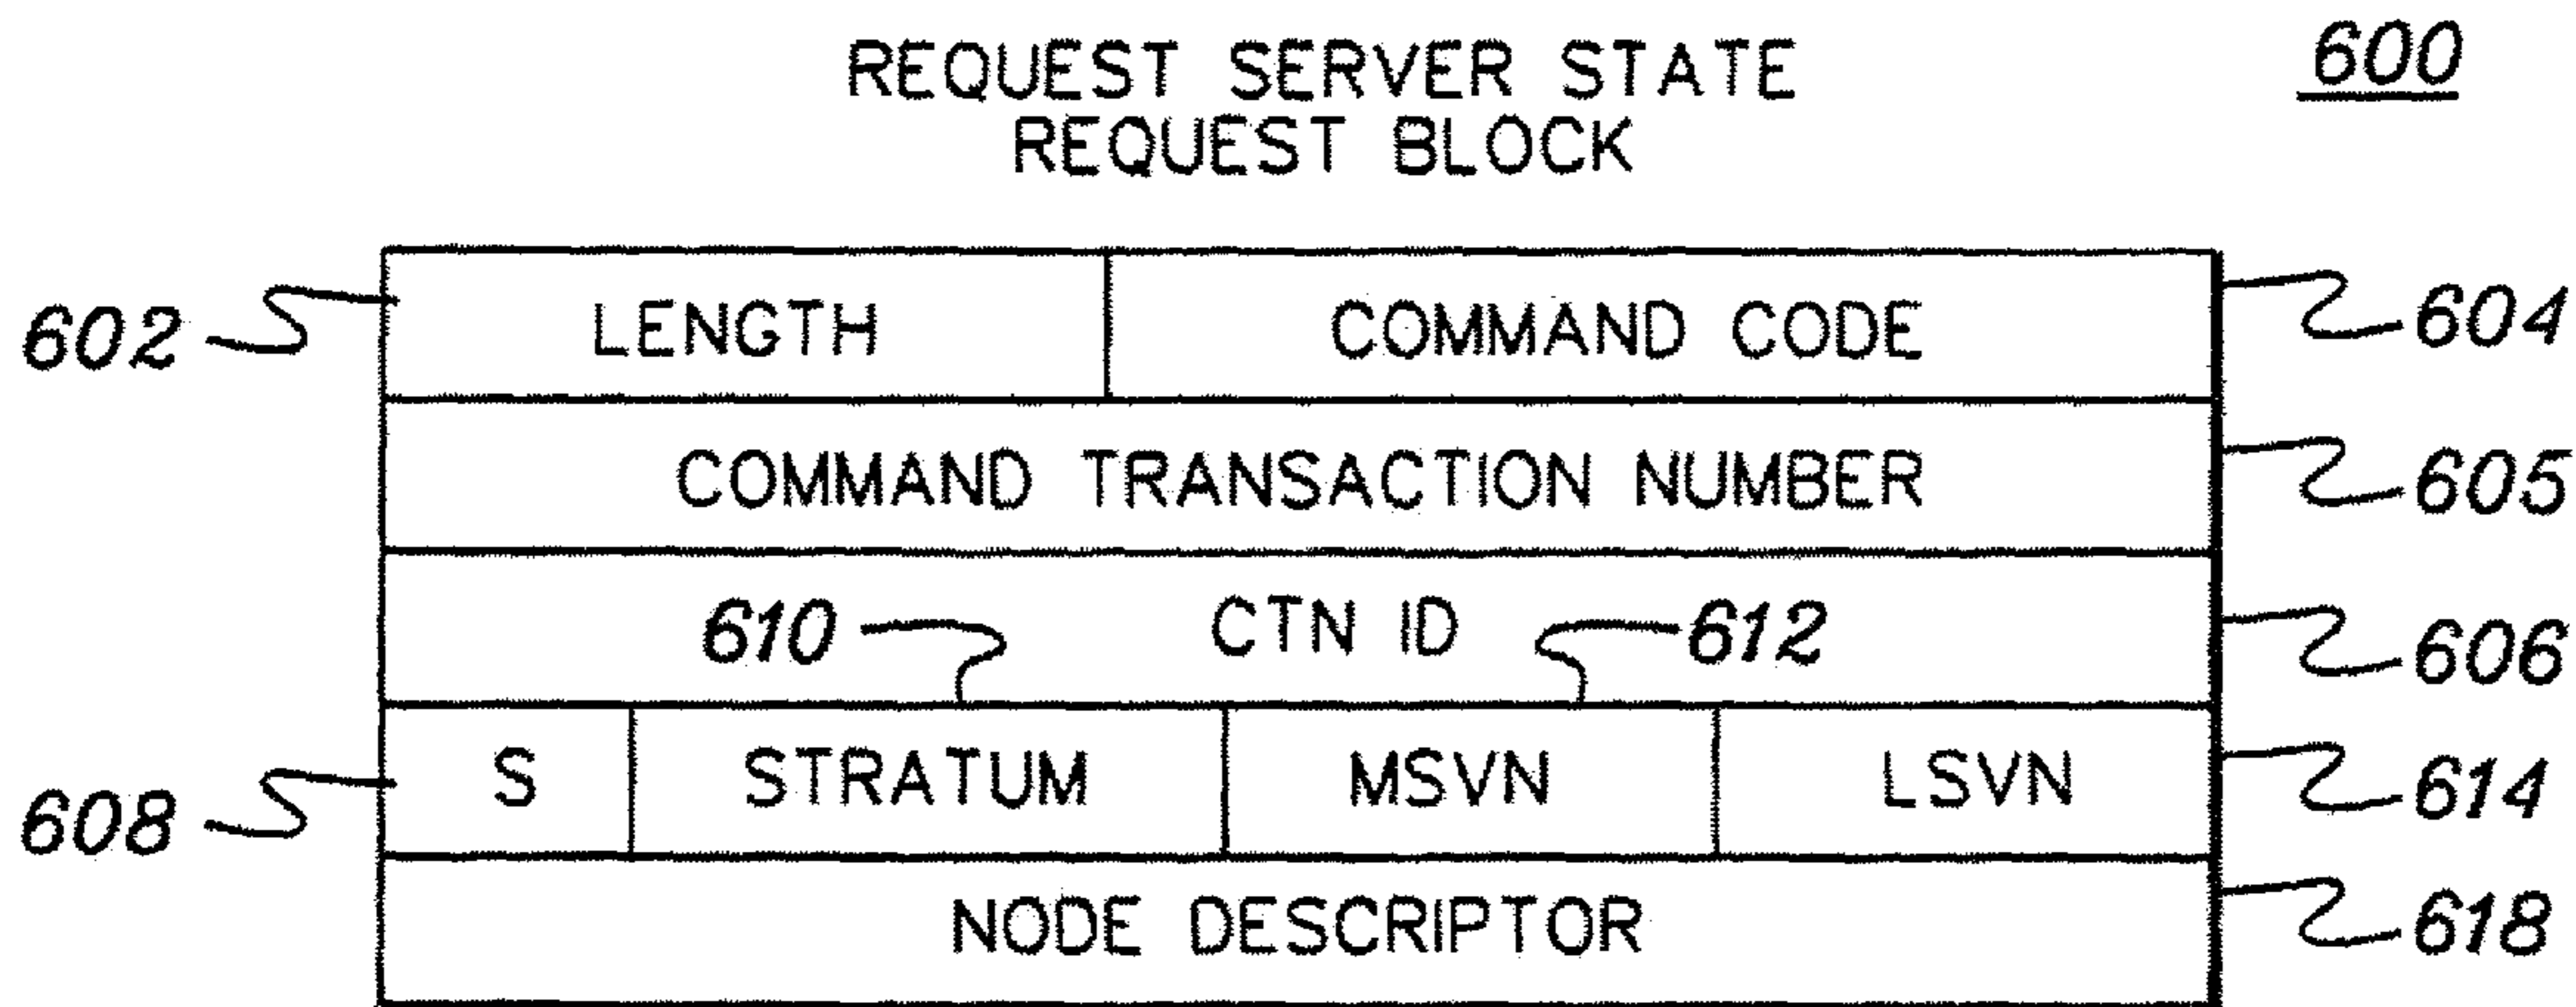 REQUEST SERVER STATE 600
REQUEST BLOCK
602 LENGTH COMMAND CODE 604
COMMAND TRANSACTION NUMBER 605
610 CTN ID 612 606
608 S STRATUM MSVN LSVN 614
NODE DESCRIPTOR 618